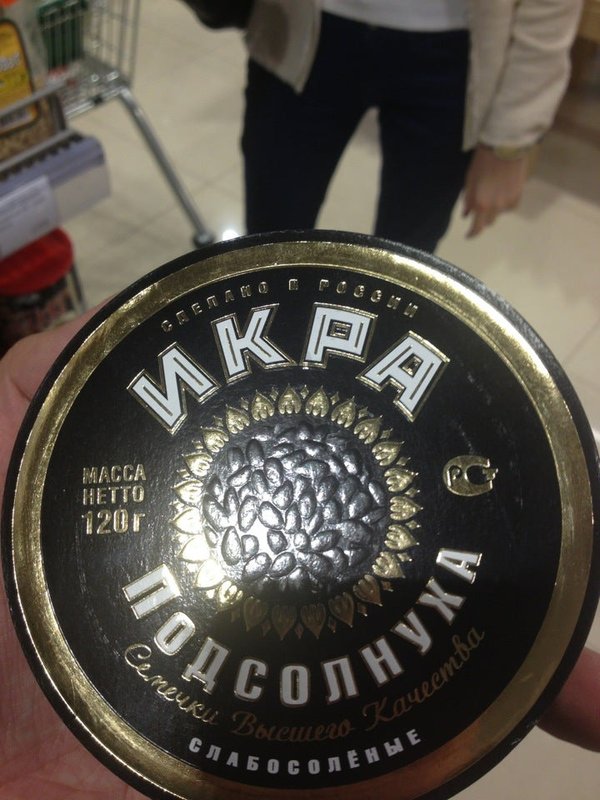 СДЕЛАНО В РОССИИ
ИКРА
МАССА
НЕТТО
120г
ПОДСОЛНУХА
Семечки Высшего Качества
СЛАБОСОЛЁНЫЕ